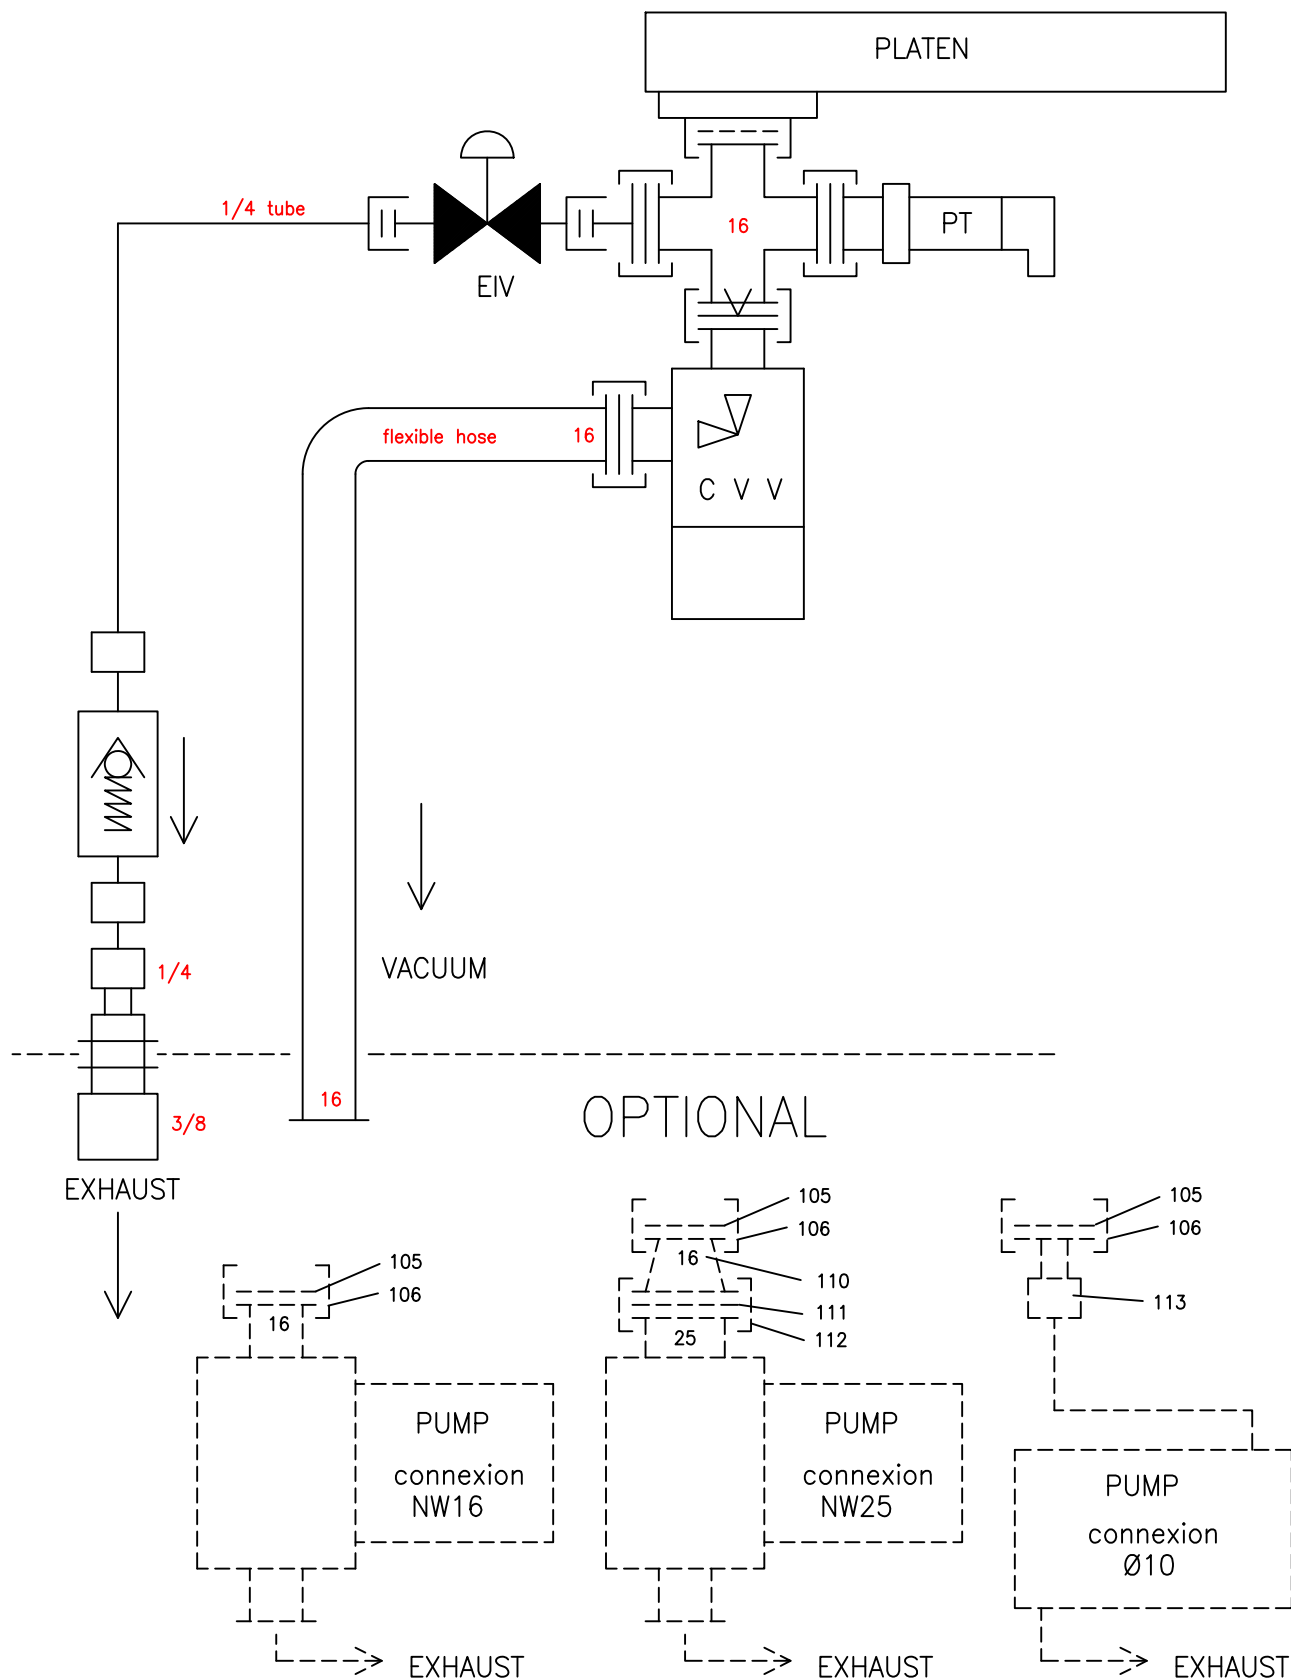 PLATEN
1/4 tube
16
PT
EIV
flexible hose
16
C V V
1/4
VACUUM
16
3/8
OPTIONAL
EXHAUST
105
106
16
110
111
25
112
105
106
113
105
106
16
PUMP
connexion
NW16
PUMP
connexion
NW25
PUMP
connexion
Ø10
EXHAUST
EXHAUST
EXHAUST